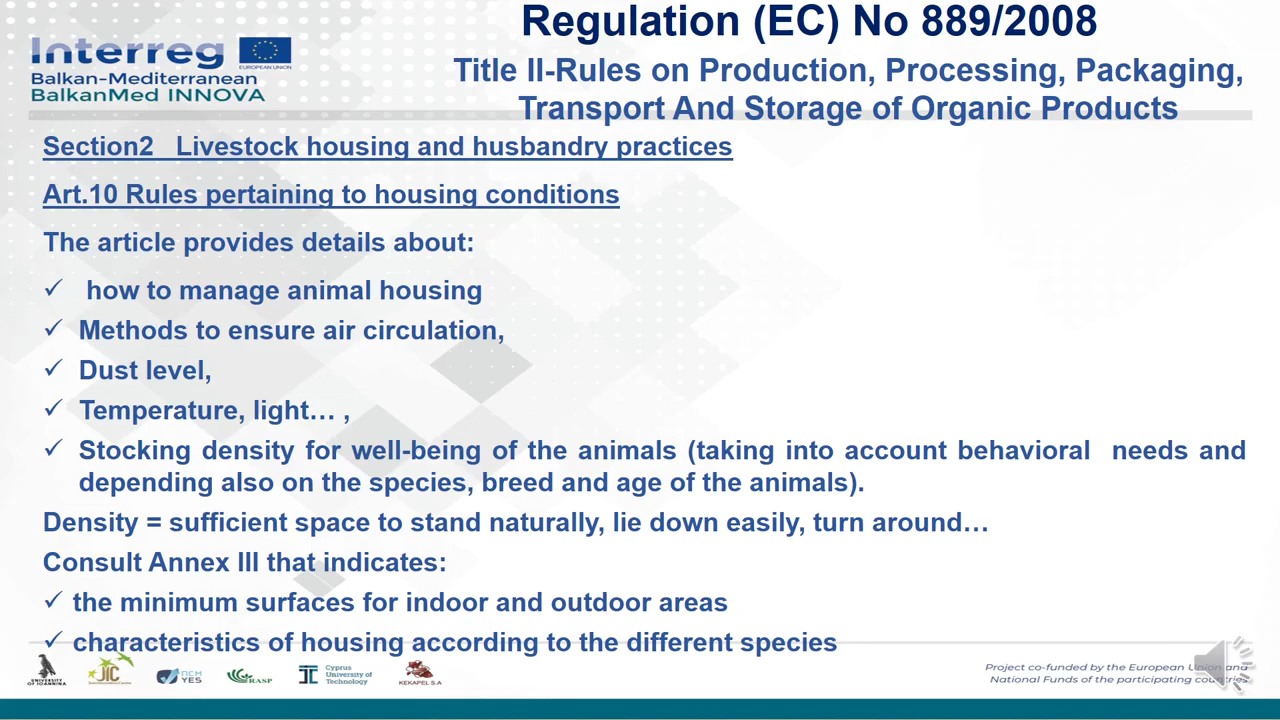 Regulation (EC) No 889/2008
Interreg
EUROPEAN UNION
Balkan-Mediterranean
BalkanMed INNOVA
Title II-Rules on Production, Processing, Packaging,
Transport And Storage of Organic Products
Section2 Livestock housing and husbandry practices
Art.10 Rules pertaining to housing conditions
The article provides details about:
✓ how to manage animal housing
✓ Methods to ensure air circulation,
✓ Dust level,
✓ Temperature, light… ,
✓ Stocking density for well-being of the animals (taking into account behavioral needs and
depending also on the species, breed and age of the animals).
Density = sufficient space to stand naturally, lie down easily, turn around…
Consult Annex III that indicates:
✓ the minimum surfaces for indoor and outdoor areas
✓ characteristics of housing according to the different species
UNIVERSITY
OF IOANNINA
JIC
NCM
YES
RASP
Cyprus
University of
Technology
KEKAPEL S.A
Project co-funded by the European Union and
National Funds of the participating countries